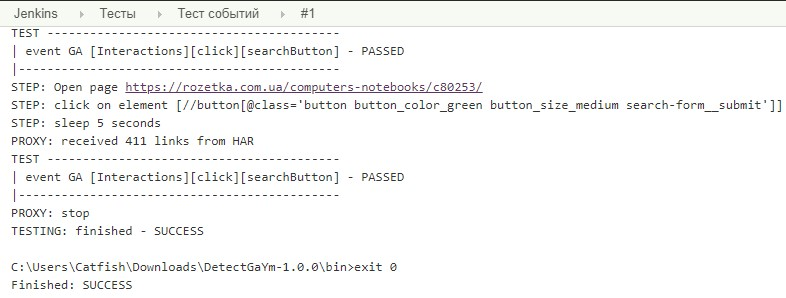 Jenkins Тесты Тест событий #1
TEST ----------------------------------------
| event GA [Interactions][click][searchButton] - PASSED
|--------------------------------------------
STEP: Open page https://rozetka.com.ua/computers-notebooks/c80253/
STEP: click on element [//button[@class='button button_color_green button_size_medium search-form__submit']]
STEP: sleep 5 seconds
PROXY: received 411 links from HAR
TEST ----------------------------------------
| event GA [Interactions][click][searchButton] - PASSED
|--------------------------------------------
PROXY: stop
TESTING: finished - SUCCESS
C:\Users\Catfish\Downloads\DetectGaYm-1.0.0\bin>exit 0
Finished: SUCCESS